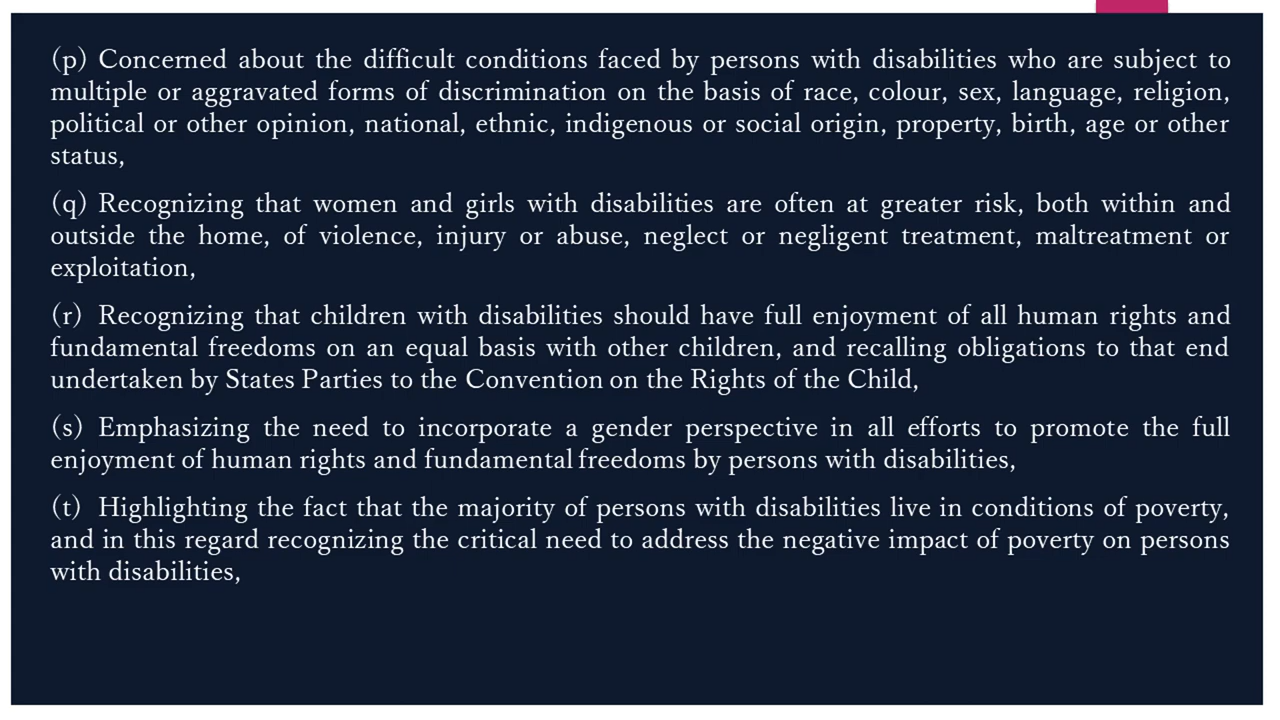 (p) Concerned about the difficult conditions faced by persons with disabilities who are subject to
multiple or aggravated forms of discrimination on the basis of race, colour, sex, language, religion,
political or other opinion, national, ethnic, indigenous or social origin, property, birth, age or other
status,
(q) Recognizing that women and girls with disabilities are often at greater risk, both within and
outside the home, of violence, injury or abuse, neglect or negligent treatment, maltreatment or
exploitation,
(r) Recognizing that children with disabilities should have full enjoyment of all human rights and
fundamental freedoms on an equal basis with other children, and recalling obligations to that end
undertaken by States Parties to the Convention on the Rights of the Child,
(s) Emphasizing the need to incorporate a gender perspective in all efforts to promote the full
enjoyment of human rights and fundamental freedoms by persons with disabilities,
(t) Highlighting the fact that the majority of persons with disabilities live in conditions of poverty,
and in this regard recognizing the critical need to address the negative impact of poverty on persons
with disabilities,